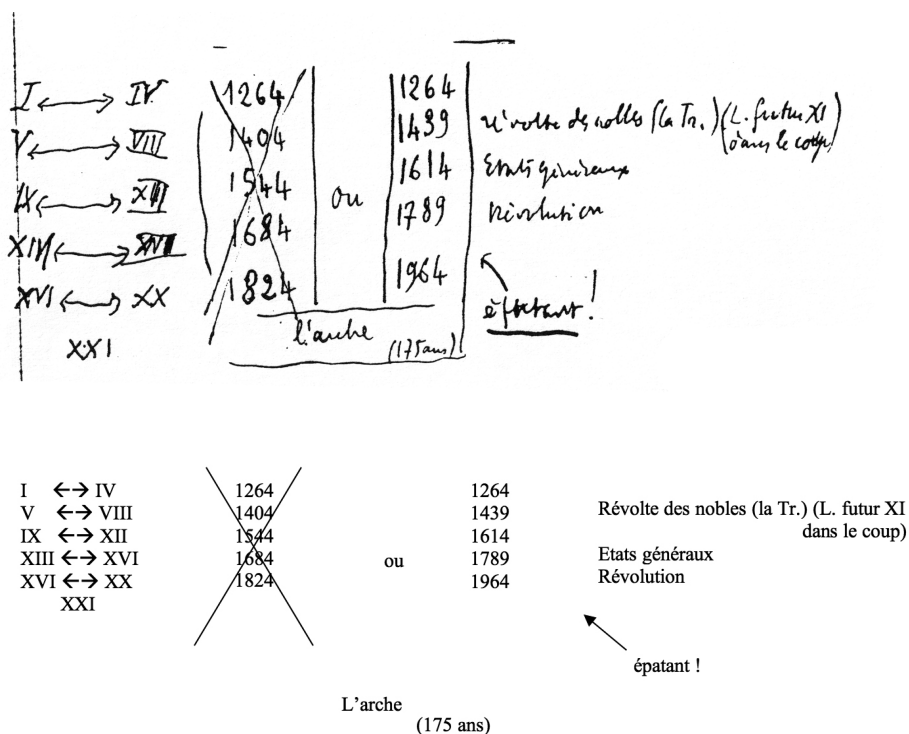 I ←→ IV 1264 1264
V ←→ VIII 1404 1439 révolte des nobles (la Tr.) (L. futur XI
dans le coup)
IX ←→ XII 1544 ou 1614 Etats généraux
XIII ←→ XVI 1684 1789 Révolution
XVI ←→ XX 1824 1964
XXI l'arche (175 ans) épatant !
I ←→ IV 1264 1264
V ←→ VIII 1404 1439 Révolte des nobles (la Tr.) (L. futur XI
IX ←→ XII 1544 1614 dans le coup)
XIII ←→ XVI 1684 ou 1789 Etats généraux
XVI ←→ XX 1824 1964 Révolution
XXI
épatant !
L'arche
(175 ans)